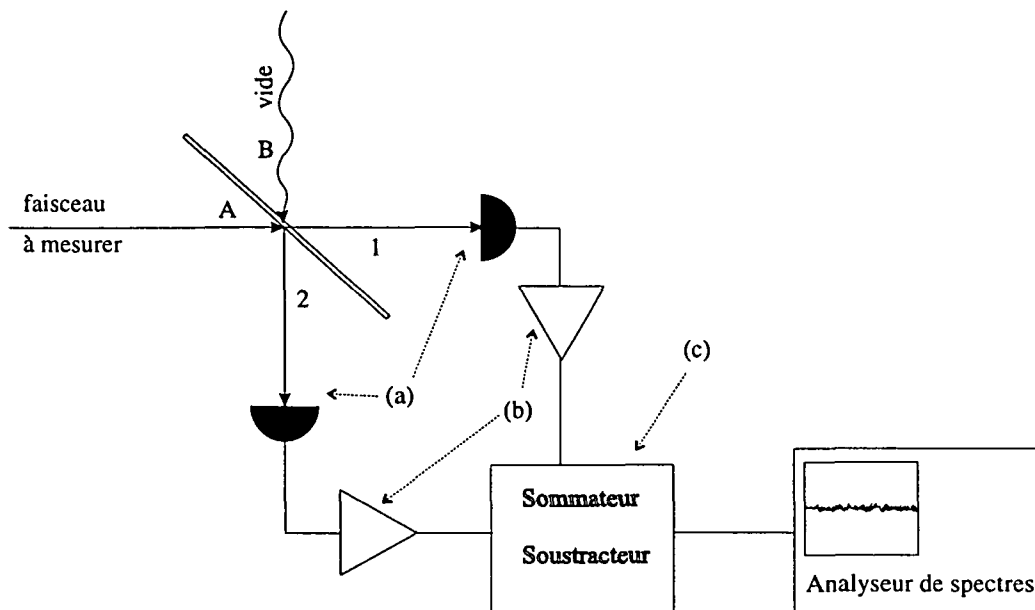 vide
B
faisceau
A
à mesurer
1
2
(a)
(b)
(c)
Sommateur
Soustracteur
Analyseur de spectres